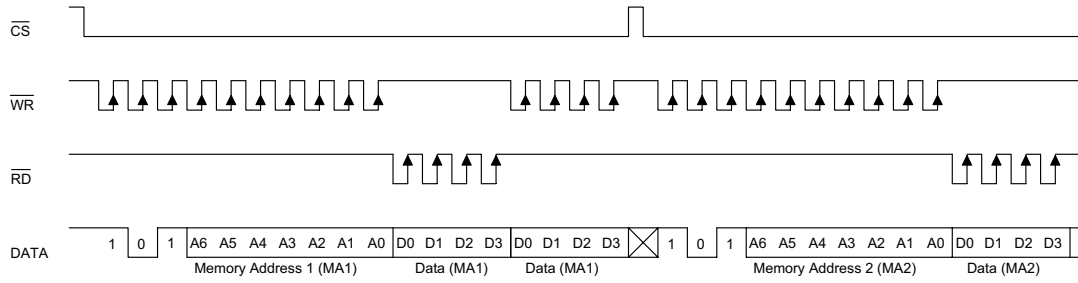 CS
WR
RD
DATA 1 0 1 A6 A5 A4 A3 A2 A1 A0 D0 D1 D2 D3 D0 D1 D2 D3 1 0 1 A6 A5 A4 A3 A2 A1 A0 D0 D1 D2 D3
Memory Address 1 (MA1) Data (MA1) Data (MA1) Memory Address 2 (MA2) Data (MA2)